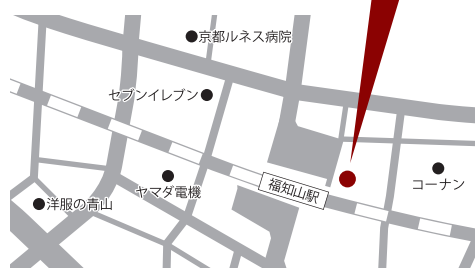 京都ルネス病院
セブンイレブン
福知山駅
コーナン
ヤマダ電機
洋服の青山